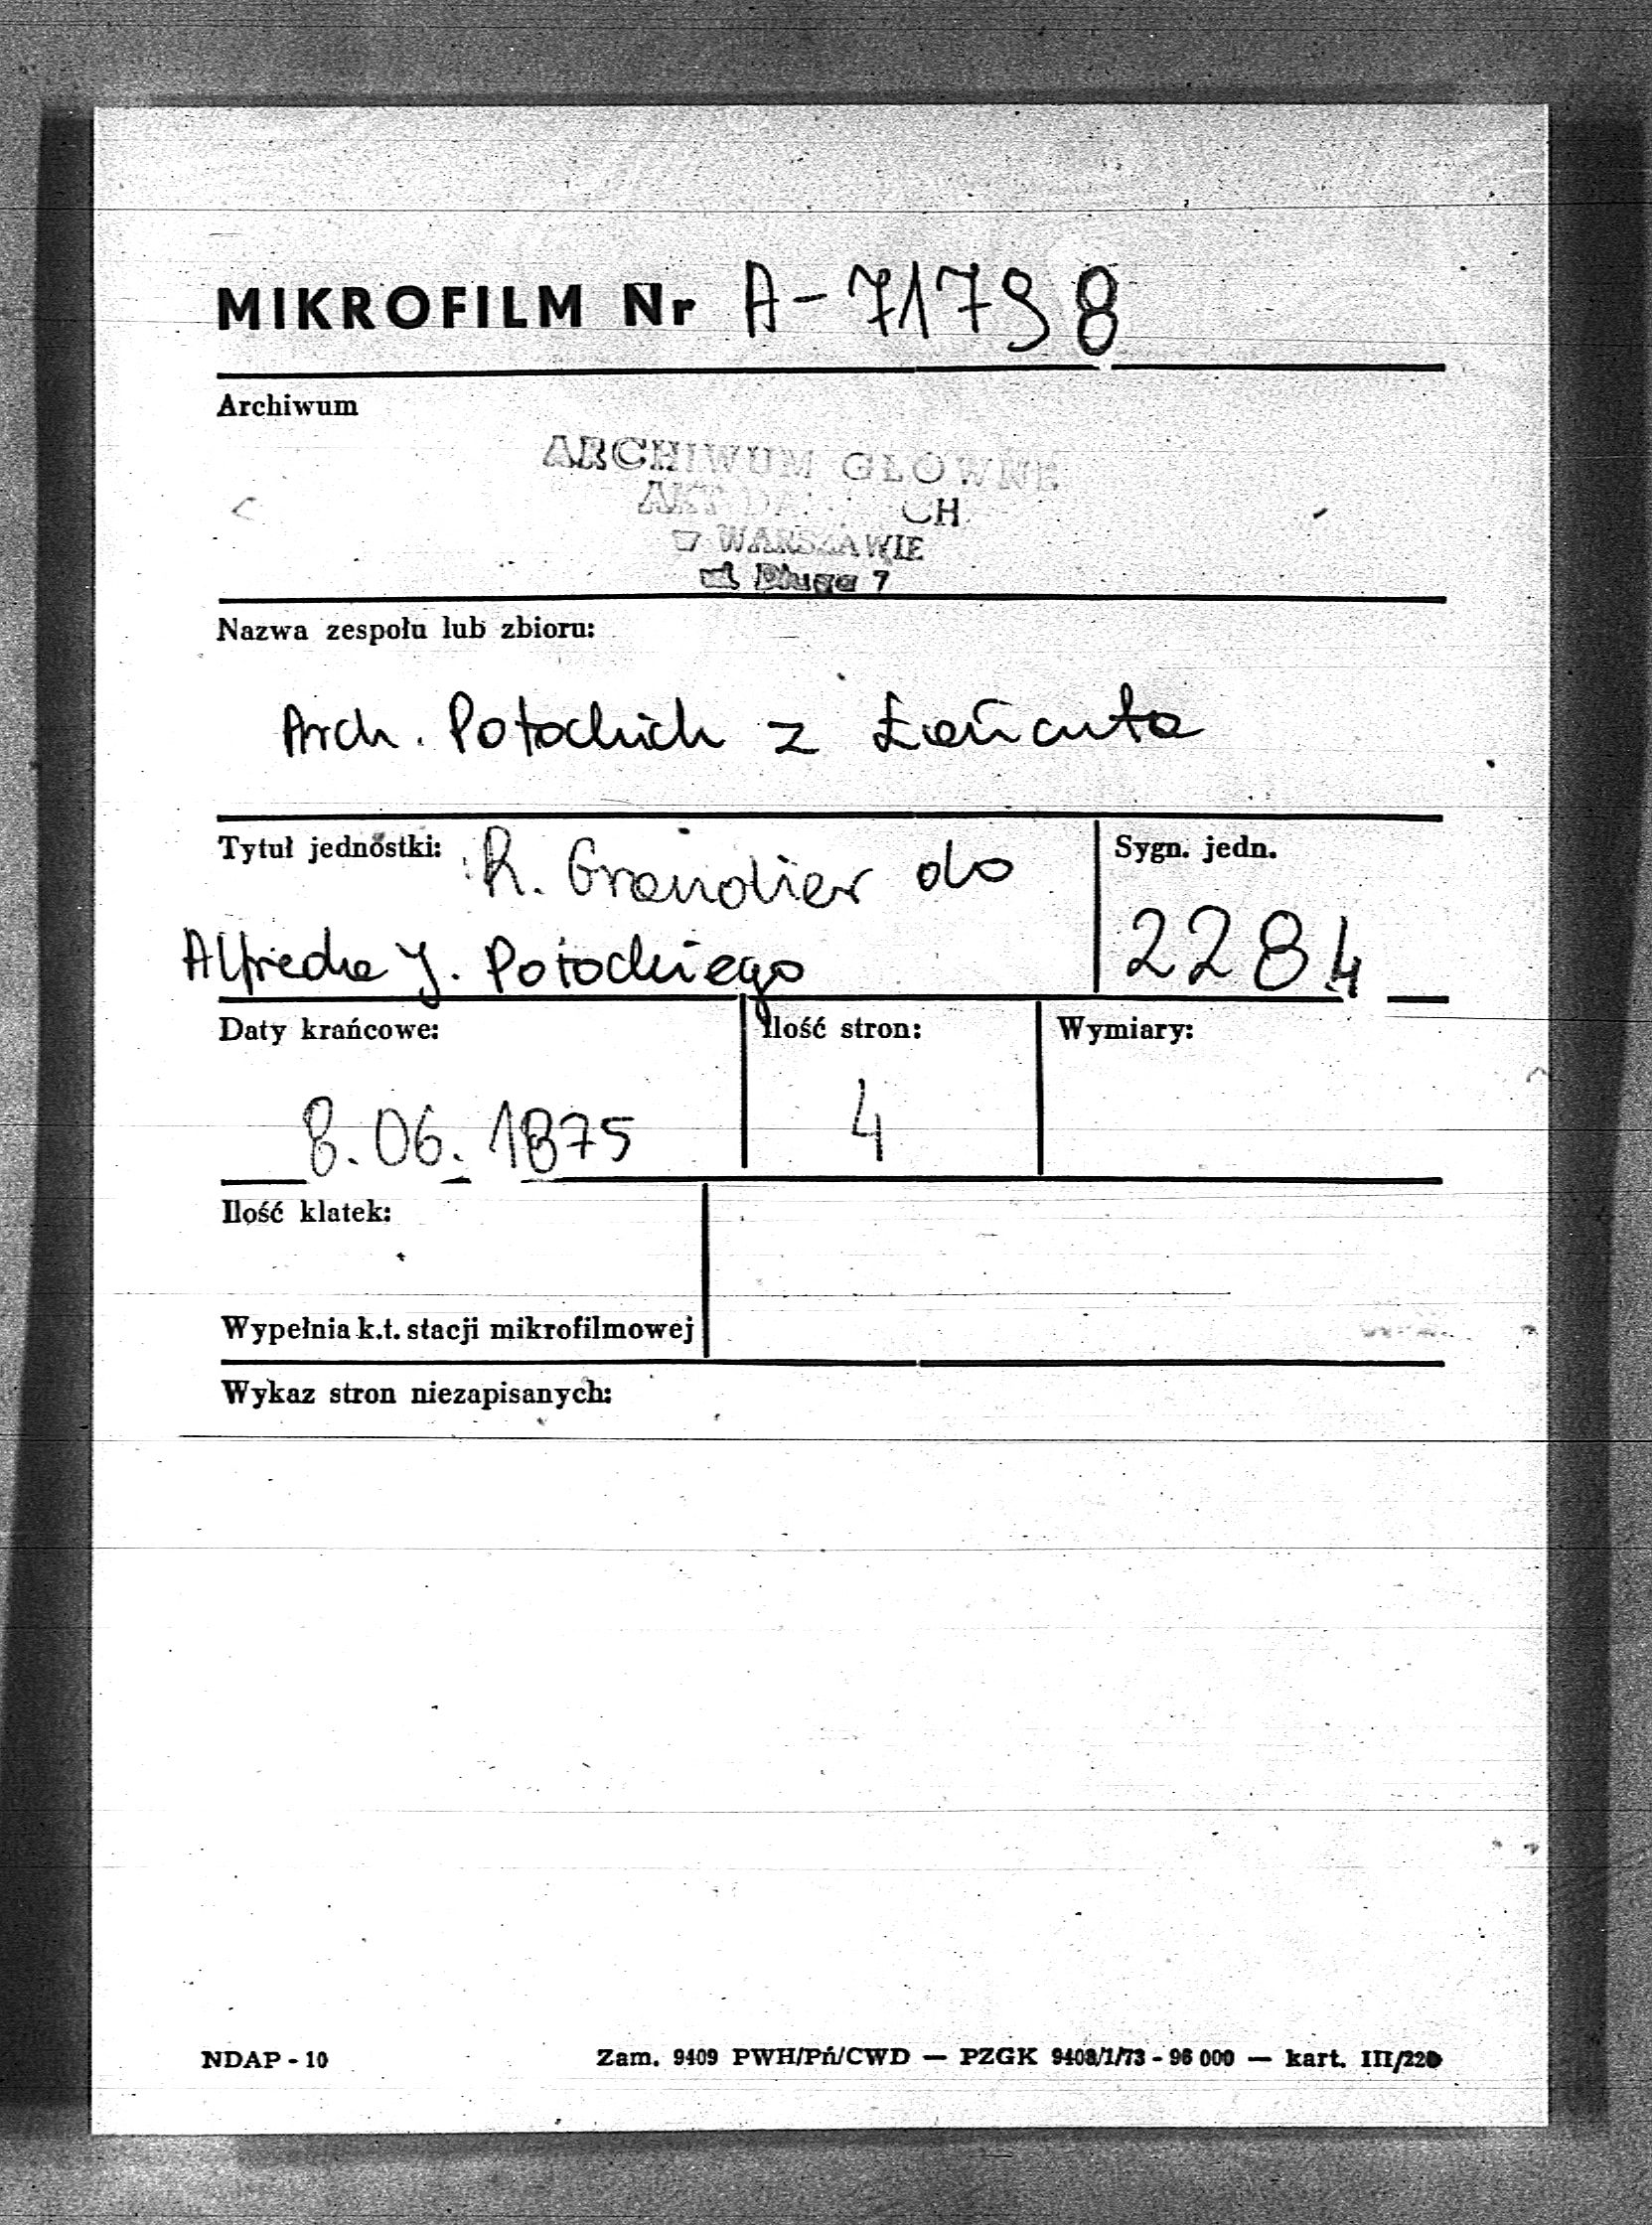 MIKROFILM Nr A-71798
Archiwum
ARCHIWUM GŁOWNE
AKT DA CH
w WARSZAWIE
ul. Długa 7
Nazwa zespołu lub zbioru:
Arch. Potockich z Łańcuta
Tytuł jednostki: R. Grandier do
Alfreda J. Potockiego
Sygn. jedn.
2284
Daty krańcowe:
8.06.1875
Ilość stron:
4
Wymiary:
Ilość klatek:
Wypełnia k.t. stacji mikrofilmowej
Wykaz stron niezapisanych:
NDAP - 10
Zam. 9409 PWH/Pń/CWD — PZGK 9408/1/73 - 96 000 — kart. III/220